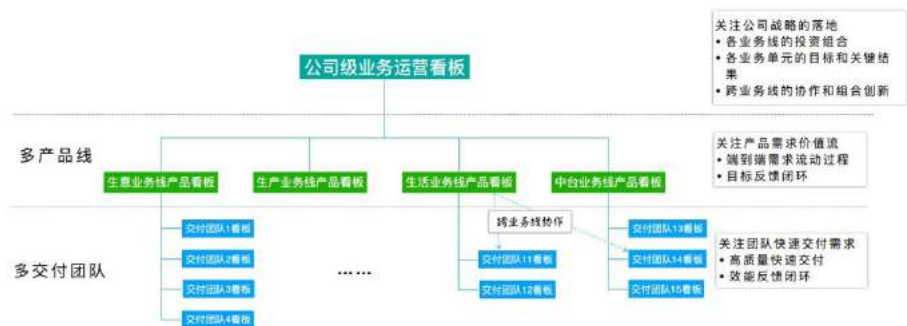 关注公司战略的落地
• 各业务线的投资组合
• 各业务单元的目标和关键结
果
• 跨业务线的协作和组合创新
公司级业务运营看板
多产品线
关注产品需求价值流
• 端到端需求流动过程
• 目标反馈闭环
生意业务线产品看板
生产业务线产品看板
生活业务线产品看板
中台业务线产品看板
跨业务线协作
多交付团队
交付团队1看板
交付团队2看板
交付团队3看板
交付团队4看板
……
交付团队11看板
交付团队12看板
交付团队13看板
交付团队14看板
交付团队15看板
关注团队快速交付需求
• 高质量快速交付
• 效能反馈闭环